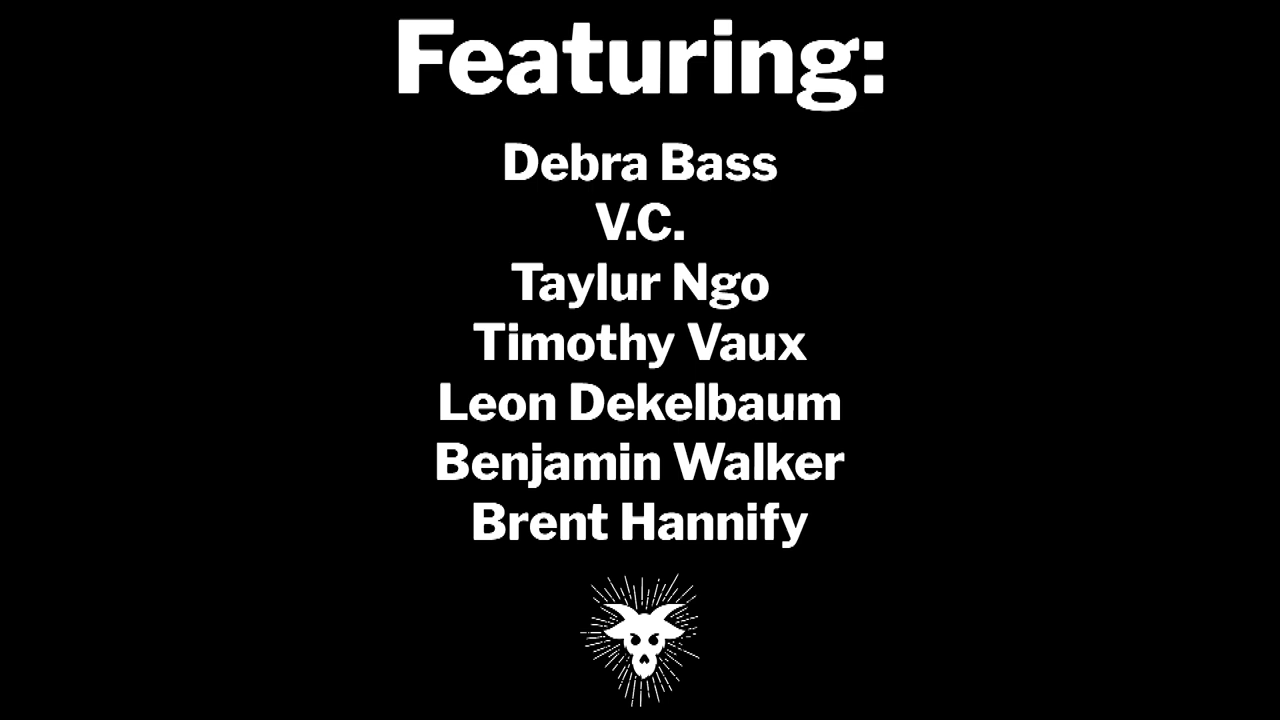 Featuring:
Debra Bass
V.C.
Taylur Ngo
Timothy Vaux
Leon Dekelbaum
Benjamin Walker
Brent Hannify